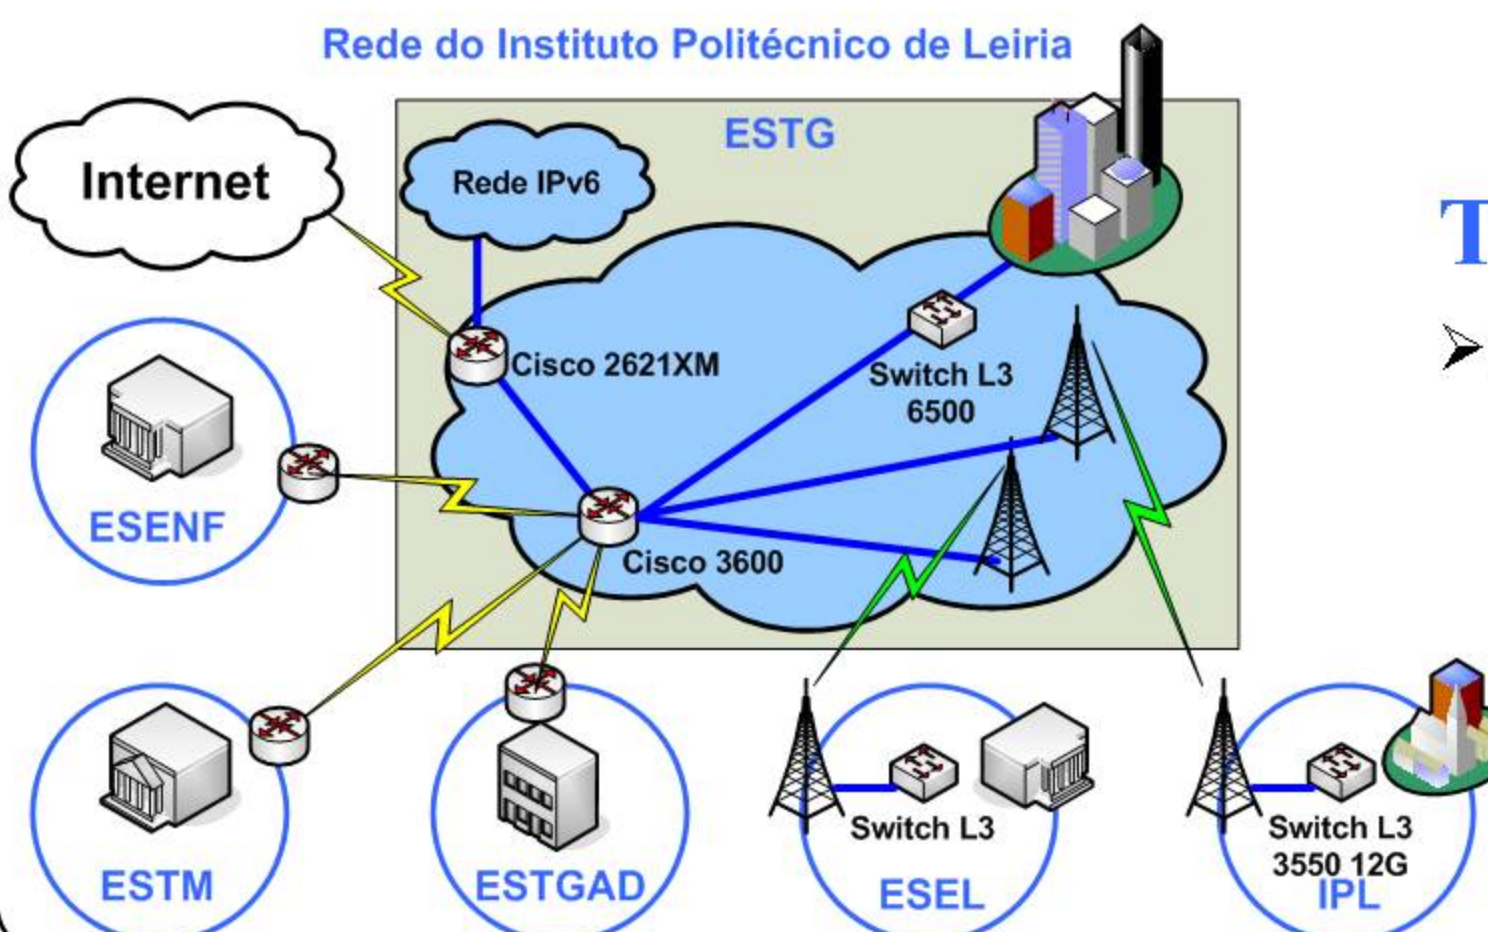 Rede do Instituto Politécnico de Leiria
ESTG
Internet
Rede IPv6
Cisco 2621XM
Switch L3
6500
ESENF
Cisco 3600
ESTM
ESTGAD
Switch L3
ESEL
Switch L3
3550 12G
IPL
T